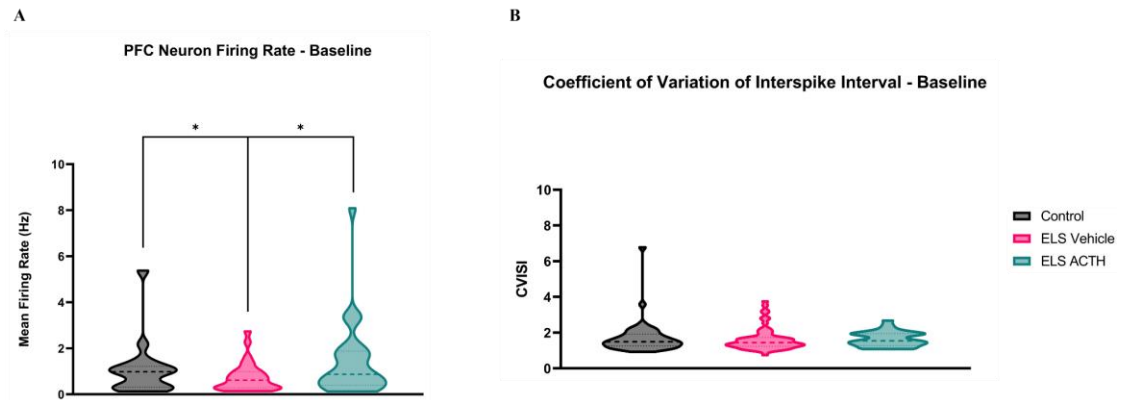 A
PFC Neuron Firing Rate - Baseline
* *
10
8
6
4
2
0
Mean Firing Rate (Hz)
B
Coefficient of Variation of Interspike Interval - Baseline
10
8
6
4
2
0
CVISI
Control
ELS Vehicle
ELS ACTH